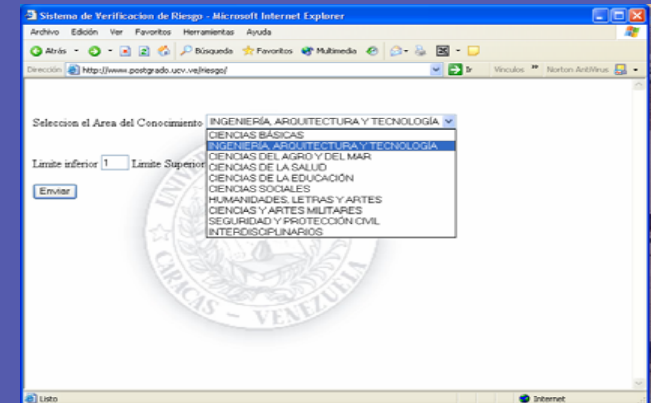 Sistema de Verificacion de Riesgo - Microsoft Internet Explorer
Archivo Edición Ver Favoritos Herramientas Ayuda
Atrás Búsqueda Favoritos Multimedia
Dirección http://www.postgrado.ucv.ve/riesgo/ Ir Vínculos » Norton AntiVirus
Seleccion el Area del Conocimiento INGENIERÍA, ARQUITECTURA Y TECNOLOGÍA
CIENCIAS BÁSICAS
INGENIERÍA, ARQUITECTURA Y TECNOLOGÍA
CIENCIAS DEL AGRO Y DEL MAR
Limite inferior 1 Limite Superior
CIENCIAS DE LA SALUD
CIENCIAS DE LA EDUCACIÓN
CIENCIAS SOCIALES
HUMANIDADES, LETRAS Y ARTES
CIENCIAS Y ARTES MILITARES
SEGURIDAD Y PROTECCIÓN CIVIL
INTERDISCIPLINARIOS
Enviar
CARACAS - VENEZUELA
Listo Internet